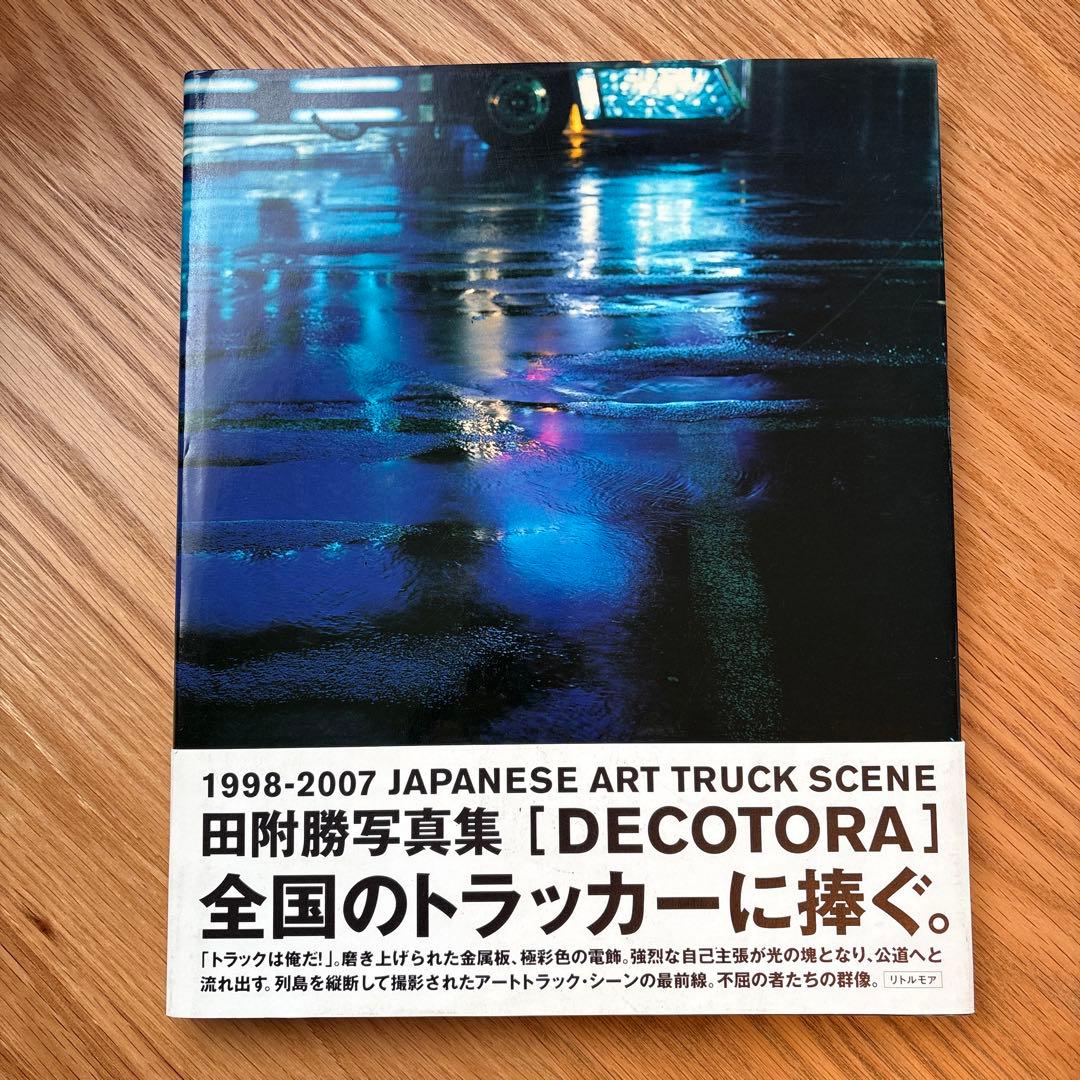 1998-2007 JAPANESE ART TRUCK SCENE
田附勝写真集［DECOTORA］
全国のトラッカーに捧ぐ。
「トラックは俺だ!」。磨き上げられた金属板、極彩色の電飾。強烈な自己主張が光の塊となり、公道へと
流れ出す。列島を縦断して撮影されたアートトラック・シーンの最前線。不屈の者たちの群像。 リトルモア